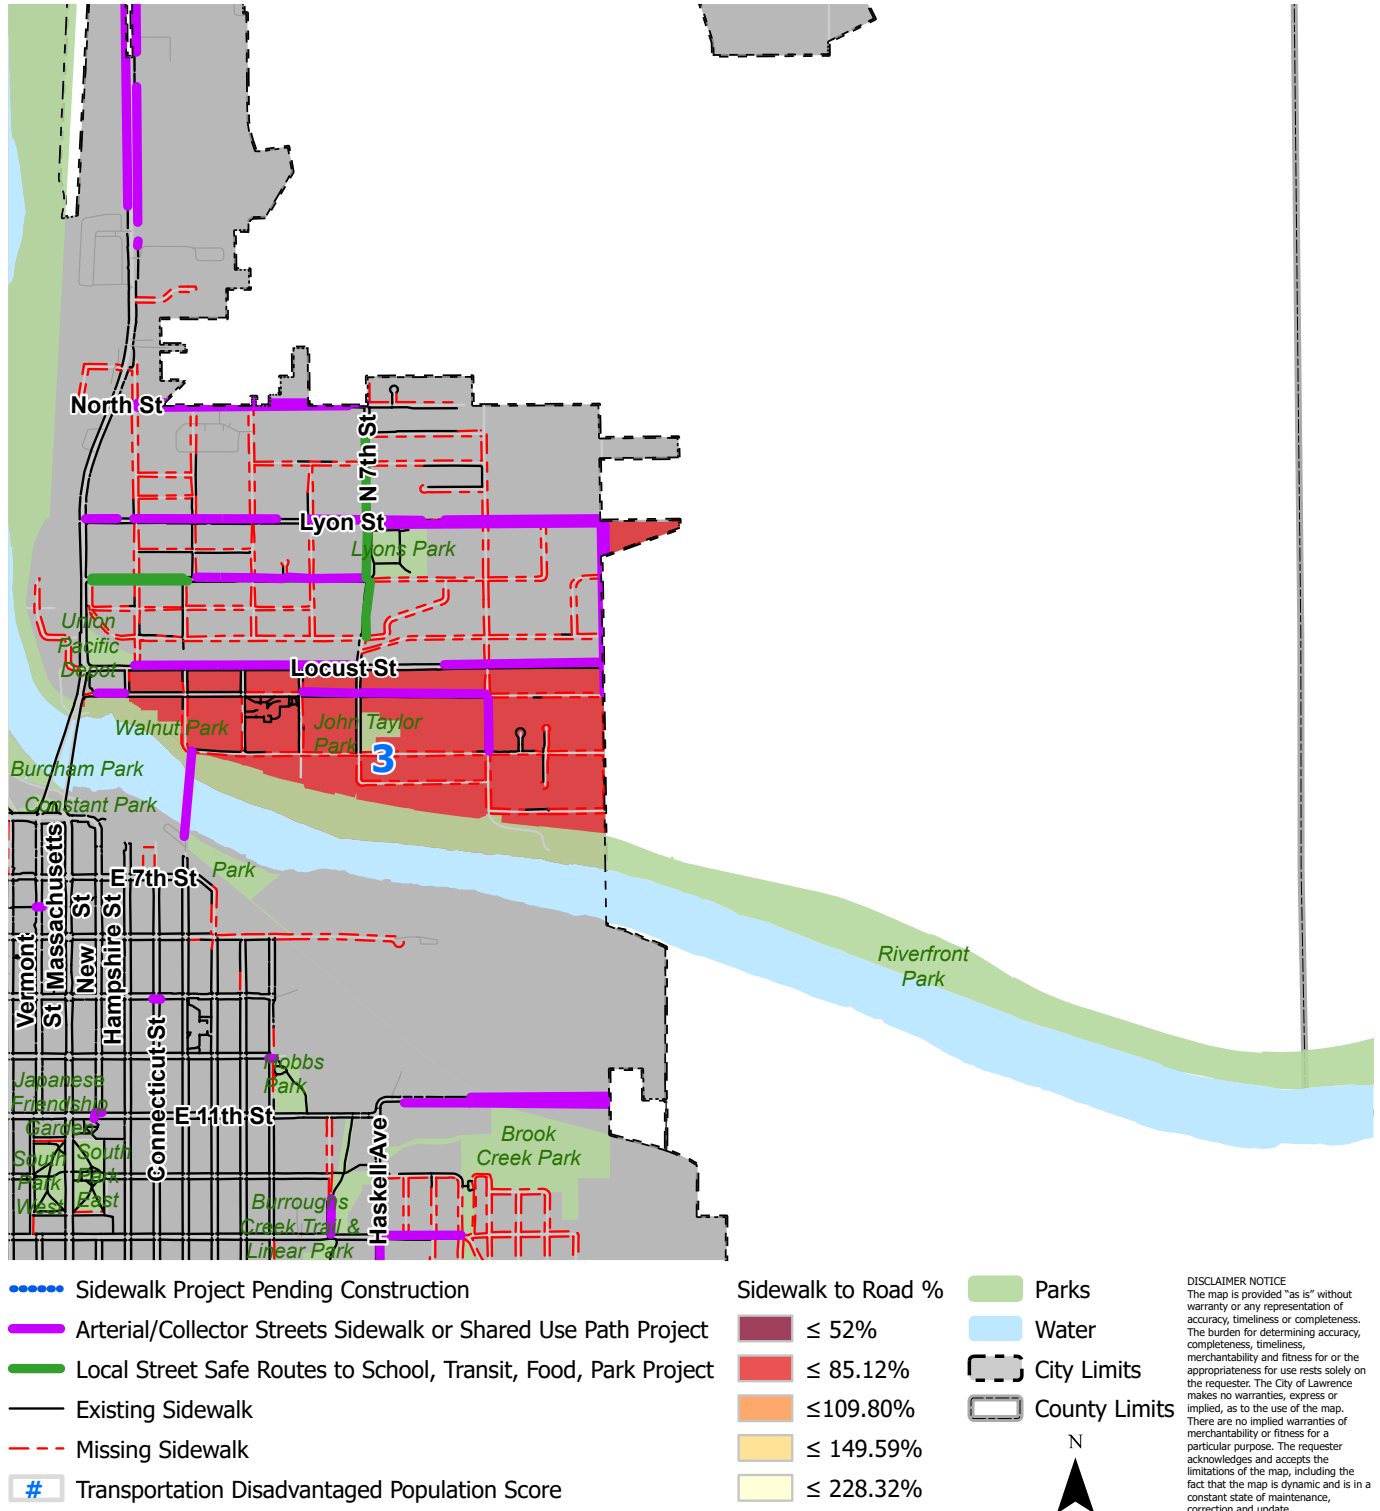 North St
N 7th St
Lyon St
Lyons Park
Union
Pacific
Depot
Locust St
Walnut Park
John Taylor
Park
3
Burcham Park
Constant Park
E 7th St
Park
Vermont
St
Massachusetts
St
New
Hampshire St
Connecticut St
Riverfront
Park
Hobbs
Park
Japanese
Friendship
Garden
E 11th St
Haskell Ave
Brook
Creek Park
South
Park
West
South
Park
East
Burroughs
Creek Trail &
Linear Park
Sidewalk Project Pending Construction
Arterial/Collector Streets Sidewalk or Shared Use Path Project
Local Street Safe Routes to School, Transit, Food, Park Project
Existing Sidewalk
Missing Sidewalk
# Transportation Disadvantaged Population Score
Sidewalk to Road %
≤ 52%
≤ 85.12%
≤109.80%
≤ 149.59%
≤ 228.32%
Parks
Water
City Limits
County Limits
N
DISCLAIMER NOTICE
The map is provided "as is" without
warranty or any representation of
accuracy, timeliness or completeness.
The burden for determining accuracy,
completeness, timeliness,
merchantability and fitness for or the
appropriateness for use rests solely on
the requester. The City of Lawrence
makes no warranties, express or
implied, as to the use of the map.
There are no implied warranties of
merchantability or fitness for a
particular purpose. The requester
acknowledges and accepts the
limitations of the map, including the
fact that the map is dynamic and is in a
constant state of maintenance,
correction and update.